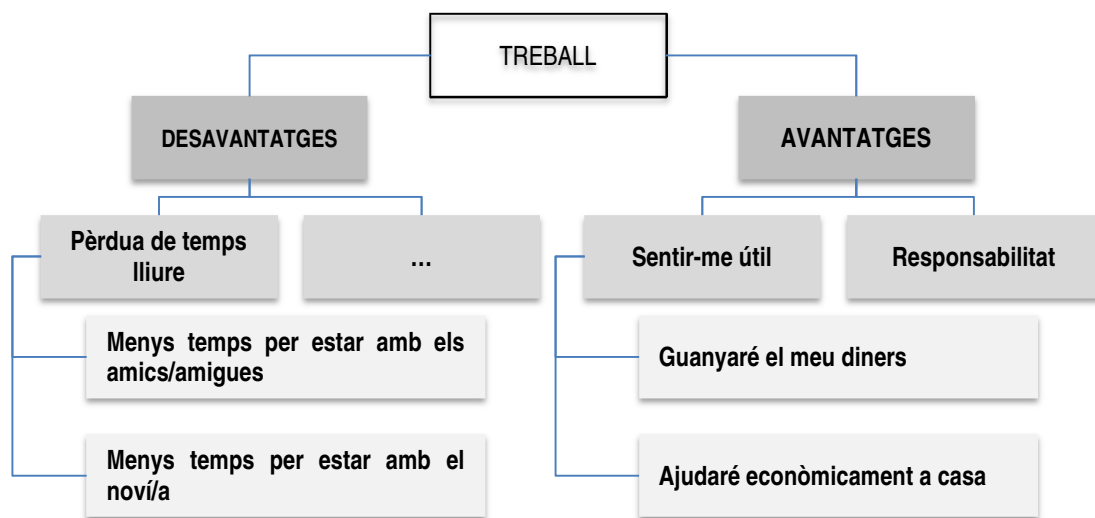 TREBALL
DESAVANTATGES
AVANTATGES
Pèrdua de temps
lliure
...
Sentir-me útil
Responsabilitat
Menys temps per estar amb els
amics/amigues
Guanyaré el meu diners
Menys temps per estar amb el
noví/a
Ajudaré econòmicament a casa